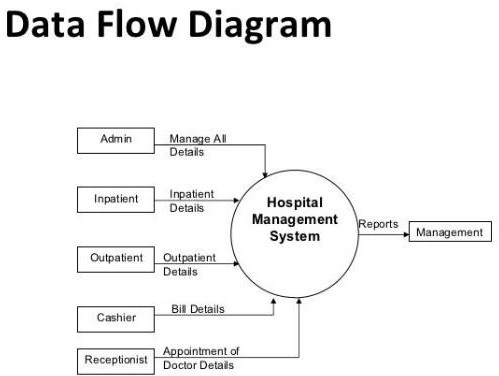 Data Flow Diagram
Admin
Manage All
Details
Inpatient
Inpatient
Details
Hospital
Management
System
Reports
Management
Outpatient
Outpatient
Details
Cashier
Bill Details
Receptionist
Appointment of
Doctor Details